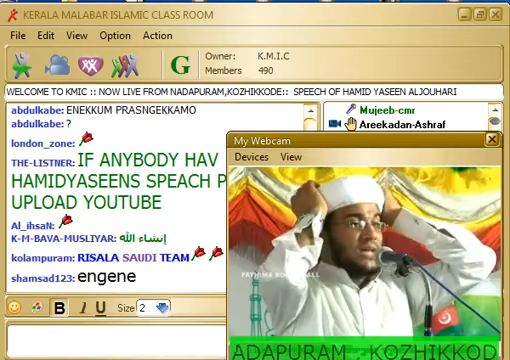 KERALA MALABAR ISLAMIC CLASS ROOM
File Edit View Option Action
G
Owner: K.M.I.C
Members 490
WELCOME TO KMIC :: NOW LIVE FROM NADAPURAM,KOZHIKKODE:: SPEECH OF HAMID YASEEN ALJOUHARI
abdulkabe: ENEKKUM PRASNGEKKAMO
abdulkabe: ?
london_zone:
THE-LISTNER: IF ANYBODY HAV
HAMIDYASEENS SPEACH P
UPLOAD YOUTUBE
Al_ihsaN:
K-M-BAVA-MUSLIYAR: إنشاء الله
kolampuram: RISALA SAUDI TEAM
shamsad123: engene
B I U Size 2
Mujeeb-cmr
Areekadan-Ashraf
My Webcam
Devices View
ADAPURAM , KOZHIKKOD